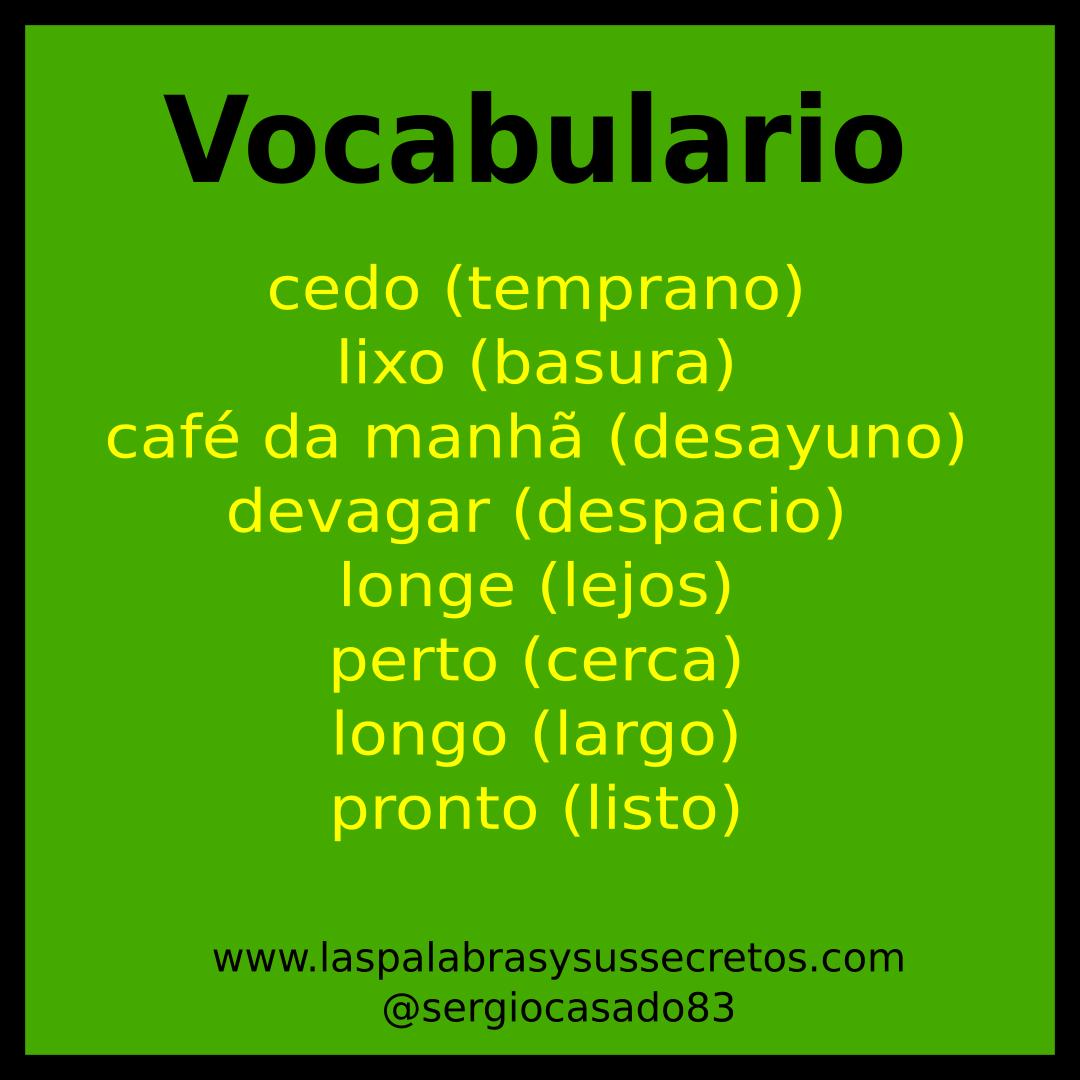 Vocabulario
cedo (temprano)
lixo (basura)
café da manhã (desayuno)
devagar (despacio)
longe (lejos)
perto (cerca)
longo (largo)
pronto (listo)
www.laspalabrasysussecretos.com
@sergiocasado83